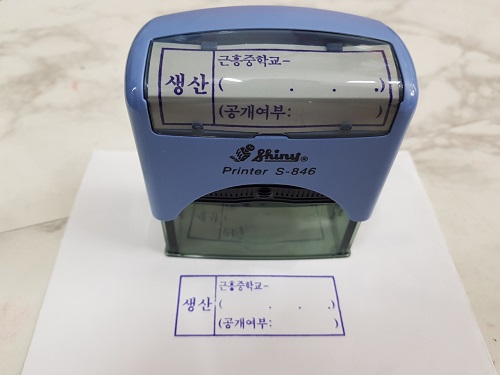 생산
근흥중학교-
( . . .)
(공개여부: )
Shiny®
Printer S-846
생산
근흥중학교-
( . . .)
(공개여부: )